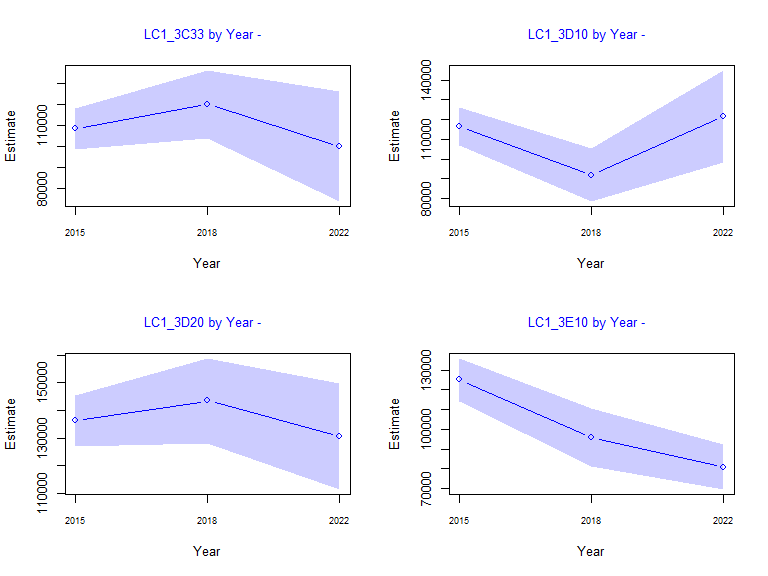 LC1_3C33 by Year -
Estimate
80000
110000
2015
2018
2022
Year
LC1_3D10 by Year -
Estimate
80000
110000
140000
2015
2018
2022
Year
LC1_3D20 by Year -
Estimate
110000
130000
150000
2015
2018
2022
Year
LC1_3E10 by Year -
Estimate
70000
100000
130000
2015
2018
2022
Year